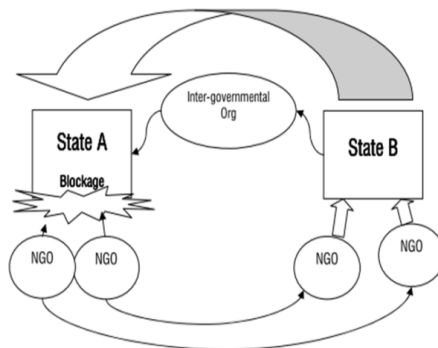 Inter-governmental
Org
State A
State B
Blockage
NGO
NGO
NGO
NGO